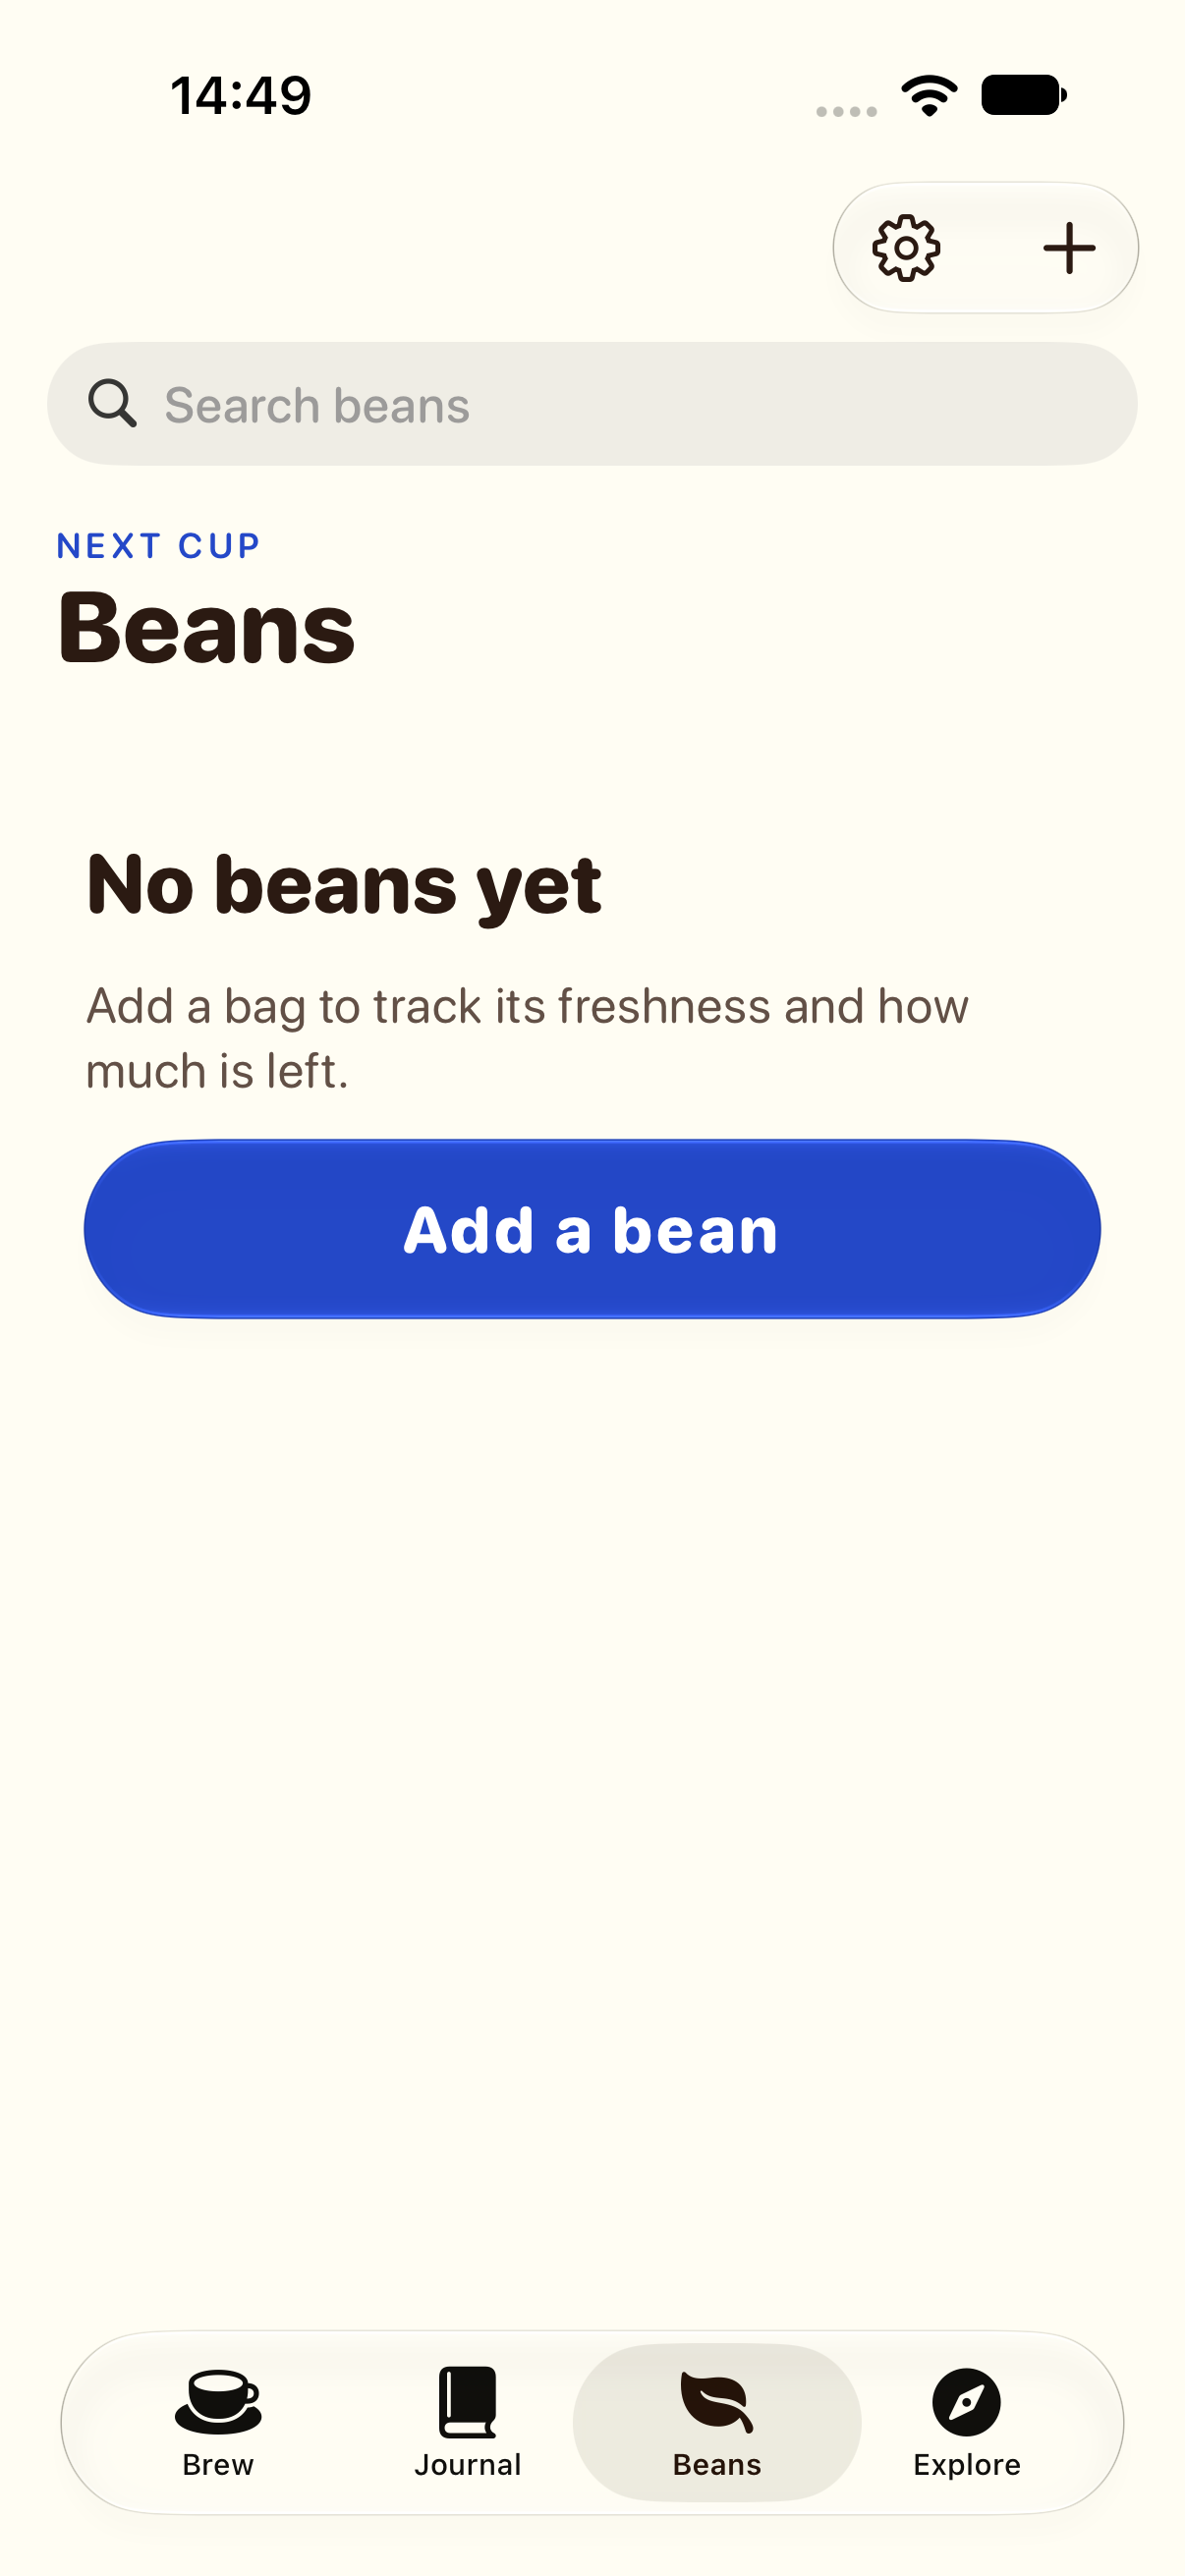 14:49
Search beans
NEXT CUP
Beans
No beans yet
Add a bag to track its freshness and how
much is left.
Add a bean
Brew
Journal
Beans
Explore